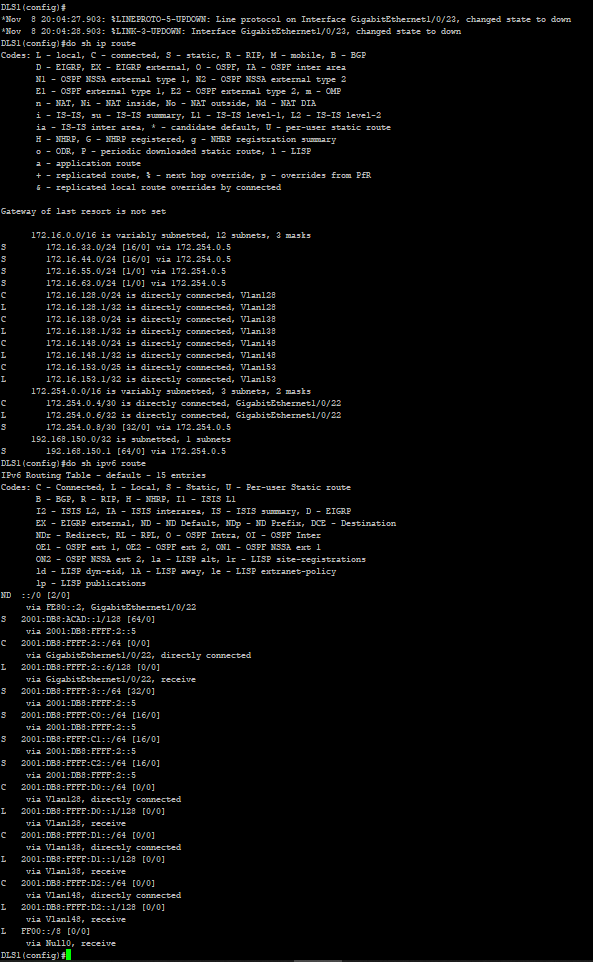 DLS1(config)#
*Nov  8 20:04:27.903: %LINEPROTO-5-UPDOWN: Line protocol on Interface GigabitEthernet1/0/23, changed state to down
*Nov  8 20:04:28.903: %LINK-3-UPDOWN: Interface GigabitEthernet1/0/23, changed state to down
DLS1(config)#do sh ip route
Codes: L - local, C - connected, S - static, R - RIP, M - mobile, B - BGP
       D - EIGRP, EX - EIGRP external, O - OSPF, IA - OSPF inter area
       N1 - OSPF NSSA external type 1, N2 - OSPF NSSA external type 2
       E1 - OSPF external type 1, E2 - OSPF external type 2, m - OMP
       n - NAT, Ni - NAT inside, No - NAT outside, Nd - NAT DIA
       i - IS-IS, su - IS-IS summary, L1 - IS-IS level-1, L2 - IS-IS level-2
       ia - IS-IS inter area, * - candidate default, U - per-user static route
       H - NHRP, G - NHRP registered, g - NHRP registration summary
       o - ODR, P - periodic downloaded static route, l - LISP
       a - application route
       + - replicated route, % - next hop override, p - overrides from PfR
       & - replicated local route overrides by connected
Gateway of last resort is not set
      172.16.0.0/16 is variably subnetted, 12 subnets, 3 masks
S        172.16.33.0/24 [16/0] via 172.254.0.5
S        172.16.44.0/24 [16/0] via 172.254.0.5
S        172.16.55.0/24 [1/0] via 172.254.0.5
S        172.16.63.0/24 [1/0] via 172.254.0.5
C        172.16.128.0/24 is directly connected, Vlan128
L        172.16.128.1/32 is directly connected, Vlan128
C        172.16.138.0/24 is directly connected, Vlan138
L        172.16.138.1/32 is directly connected, Vlan138
C        172.16.148.0/24 is directly connected, Vlan148
L        172.16.148.1/32 is directly connected, Vlan148
C        172.16.153.0/25 is directly connected, Vlan153
L        172.16.153.1/32 is directly connected, Vlan153
      172.254.0.0/16 is variably subnetted, 3 subnets, 2 masks
C        172.254.0.4/30 is directly connected, GigabitEthernet1/0/22
L        172.254.0.6/32 is directly connected, GigabitEthernet1/0/22
S        172.254.0.8/30 [32/0] via 172.254.0.5
      192.168.150.0/32 is subnetted, 1 subnets
S        192.168.150.1 [64/0] via 172.254.0.5
DLS1(config)#do sh ipv6 route
IPv6 Routing Table - default - 15 entries
Codes: C - Connected, L - Local, S - Static, U - Per-user Static route
       B - BGP, R - RIP, H - NHRP, I1 - ISIS L1
       I2 - ISIS L2, IA - ISIS interarea, IS - ISIS summary, D - EIGRP
       EX - EIGRP external, ND - ND Default, NDp - ND Prefix, DCE - Destination
       NDr - Redirect, RL - RPL, O - OSPF Intra, OI - OSPF Inter
       OE1 - OSPF ext 1, OE2 - OSPF ext 2, ON1 - OSPF NSSA ext 1
       ON2 - OSPF NSSA ext 2, la - LISP alt, lr - LISP site-registrations
       ld - LISP dyn-eid, lA - LISP away, le - LISP extranet-policy
       lp - LISP publications
ND  ::/0 [2/0]
     via FE80::2, GigabitEthernet1/0/22
S   2001:DB8:ACAD::1/128 [64/0]
     via 2001:DB8:FFFF:2::5
C   2001:DB8:FFFF:2::/64 [0/0]
     via GigabitEthernet1/0/22, directly connected
L   2001:DB8:FFFF:2::6/128 [0/0]
     via GigabitEthernet1/0/22, receive
S   2001:DB8:FFFF:3::/64 [32/0]
     via 2001:DB8:FFFF:2::5
S   2001:DB8:FFFF:C0::/64 [16/0]
     via 2001:DB8:FFFF:2::5
S   2001:DB8:FFFF:C1::/64 [16/0]
     via 2001:DB8:FFFF:2::5
S   2001:DB8:FFFF:C2::/64 [16/0]
     via 2001:DB8:FFFF:2::5
C   2001:DB8:FFFF:D0::/64 [0/0]
     via Vlan128, directly connected
L   2001:DB8:FFFF:D0::1/128 [0/0]
     via Vlan128, receive
C   2001:DB8:FFFF:D1::/64 [0/0]
     via Vlan138, directly connected
L   2001:DB8:FFFF:D1::1/128 [0/0]
     via Vlan138, receive
C   2001:DB8:FFFF:D2::/64 [0/0]
     via Vlan148, directly connected
L   2001:DB8:FFFF:D2::1/128 [0/0]
     via Vlan148, receive
L   FF00::/8 [0/0]
     via Null0, receive
DLS1(config)#